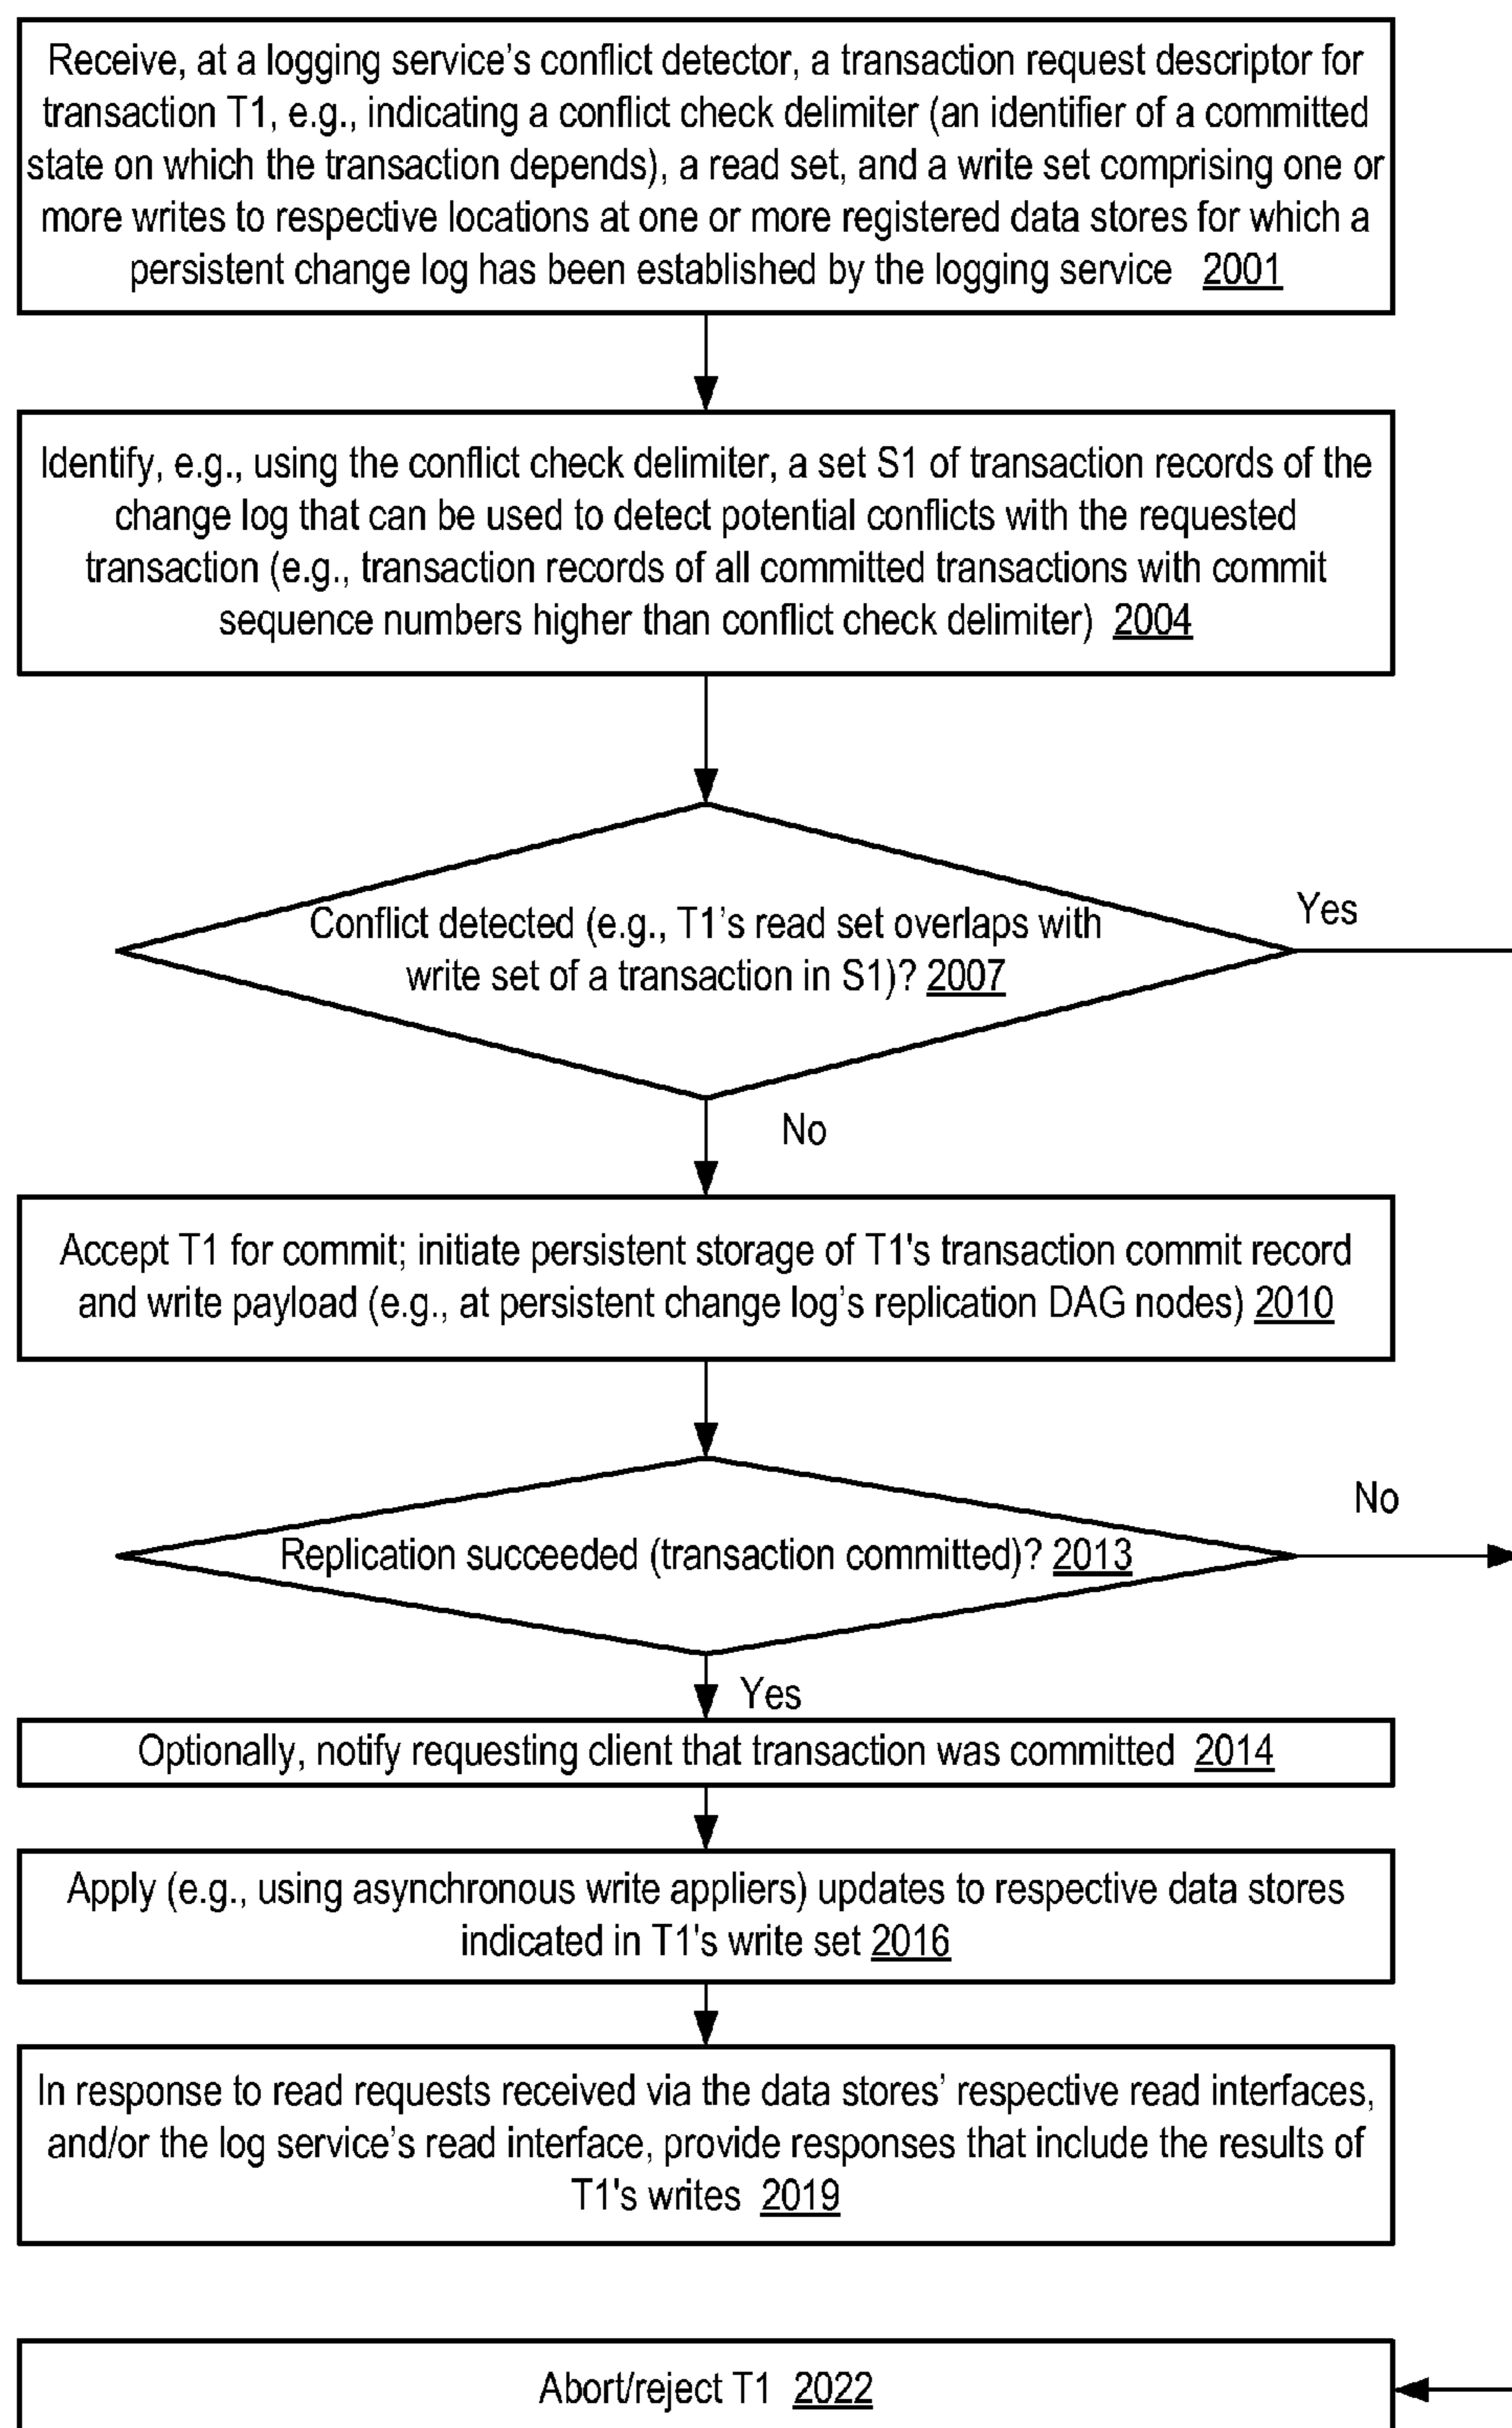 Receive, at a logging service’s conflict detector, a transaction request descriptor for
transaction T1, e.g., indicating a conflict check delimiter (an identifier of a committed
state on which the transaction depends), a read set, and a write set comprising one or
more writes to respective locations at one or more registered data stores for which a
persistent change log has been established by the logging service 2001
Identify, e.g., using the conflict check delimiter, a set S1 of transaction records of the
change log that can be used to detect potential conflicts with the requested
transaction (e.g., transaction records of all committed transactions with commit
sequence numbers higher than conflict check delimiter) 2004
Yes
Conflict detected (e.g., T1’s read set overlaps with
write set of a transaction in S1)? 2007
No
Accept T1 for commit; initiate persistent storage of T1's transaction commit record
and write payload (e.g., at persistent change log’s replication DAG nodes) 2010
No
Replication succeeded (transaction committed)? 2013
Yes
Optionally, notify requesting client that transaction was committed 2014
Apply (e.g., using asynchronous write appliers) updates to respective data stores
indicated in T1's write set 2016
In response to read requests received via the data stores’ respective read interfaces,
and/or the log service’s read interface, provide responses that include the results of
T1's writes 2019
Abort/reject T1 2022